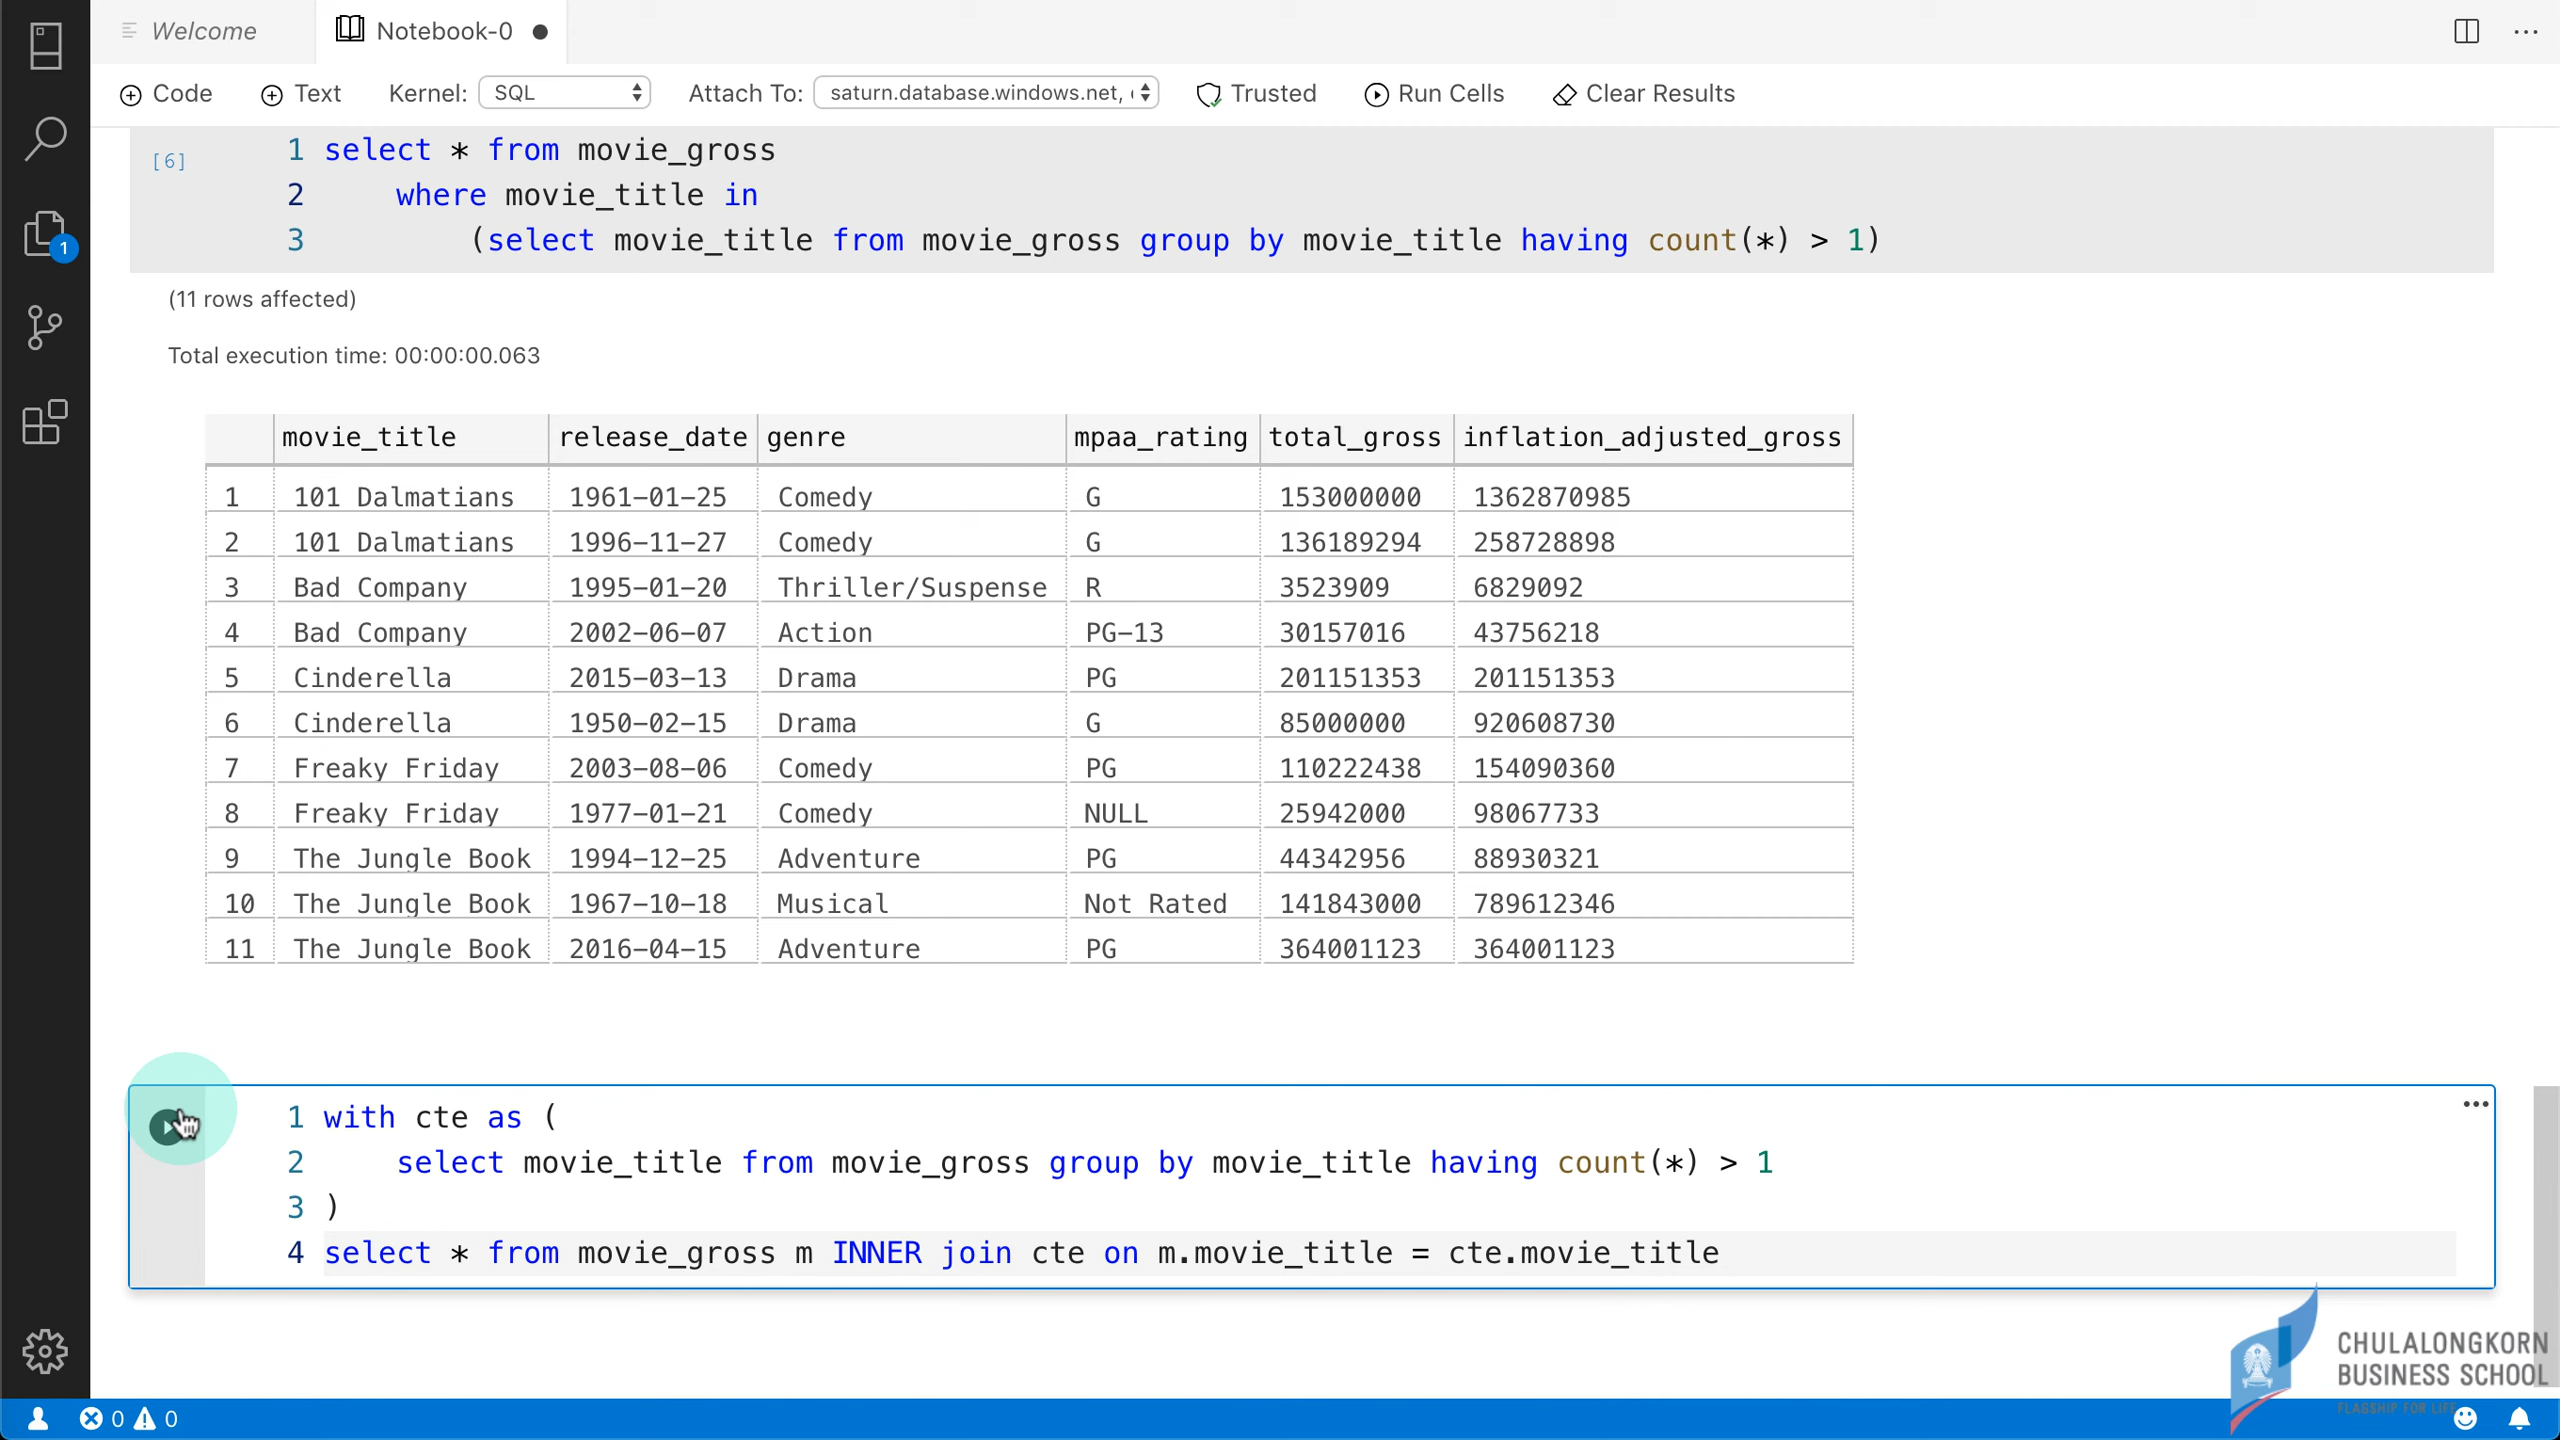 Welcome
Notebook-0
Code Text Kernel: SQL Attach To: saturn.database.windows.net, Trusted Run Cells Clear Results
[6]
1 select * from movie_gross
2 where movie_title in
3 (select movie_title from movie_gross group by movie_title having count(*) > 1)
1
(11 rows affected)
Total execution time: 00:00:00.063
movie_title release_date genre mpaa_rating total_gross inflation_adjusted_gross
1 101 Dalmatians 1961-01-25 Comedy G 153000000 1362870985
2 101 Dalmatians 1996-11-27 Comedy G 136189294 258728898
3 Bad Company 1995-01-20 Thriller/Suspense R 3523909 6829092
4 Bad Company 2002-06-07 Action PG-13 30157016 43756218
5 Cinderella 2015-03-13 Drama PG 201151353 201151353
6 Cinderella 1950-02-15 Drama G 85000000 920608730
7 Freaky Friday 2003-08-06 Comedy PG 110222438 154090360
8 Freaky Friday 1977-01-21 Comedy NULL 25942000 98067733
9 The Jungle Book 1994-12-25 Adventure PG 44342956 88930321
10 The Jungle Book 1967-10-18 Musical Not Rated 141843000 789612346
11 The Jungle Book 2016-04-15 Adventure PG 364001123 364001123
1 with cte as (
2 select movie_title from movie_gross group by movie_title having count(*) > 1
3 )
4 select * from movie_gross m INNER join cte on m.movie_title = cte.movie_title
CHULALONGKORN
BUSINESS SCHOOL
FLAGSHIP FOR LIFE
0 0